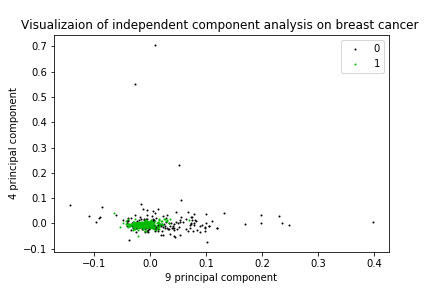 Visualizaion of independent component analysis on breast cancer
0
1
0.7
0.6
0.5
0.4
0.3
0.2
0.1
0.0
−0.1
4 principal component
−0.1 0.0 0.1 0.2 0.3 0.4
9 principal component